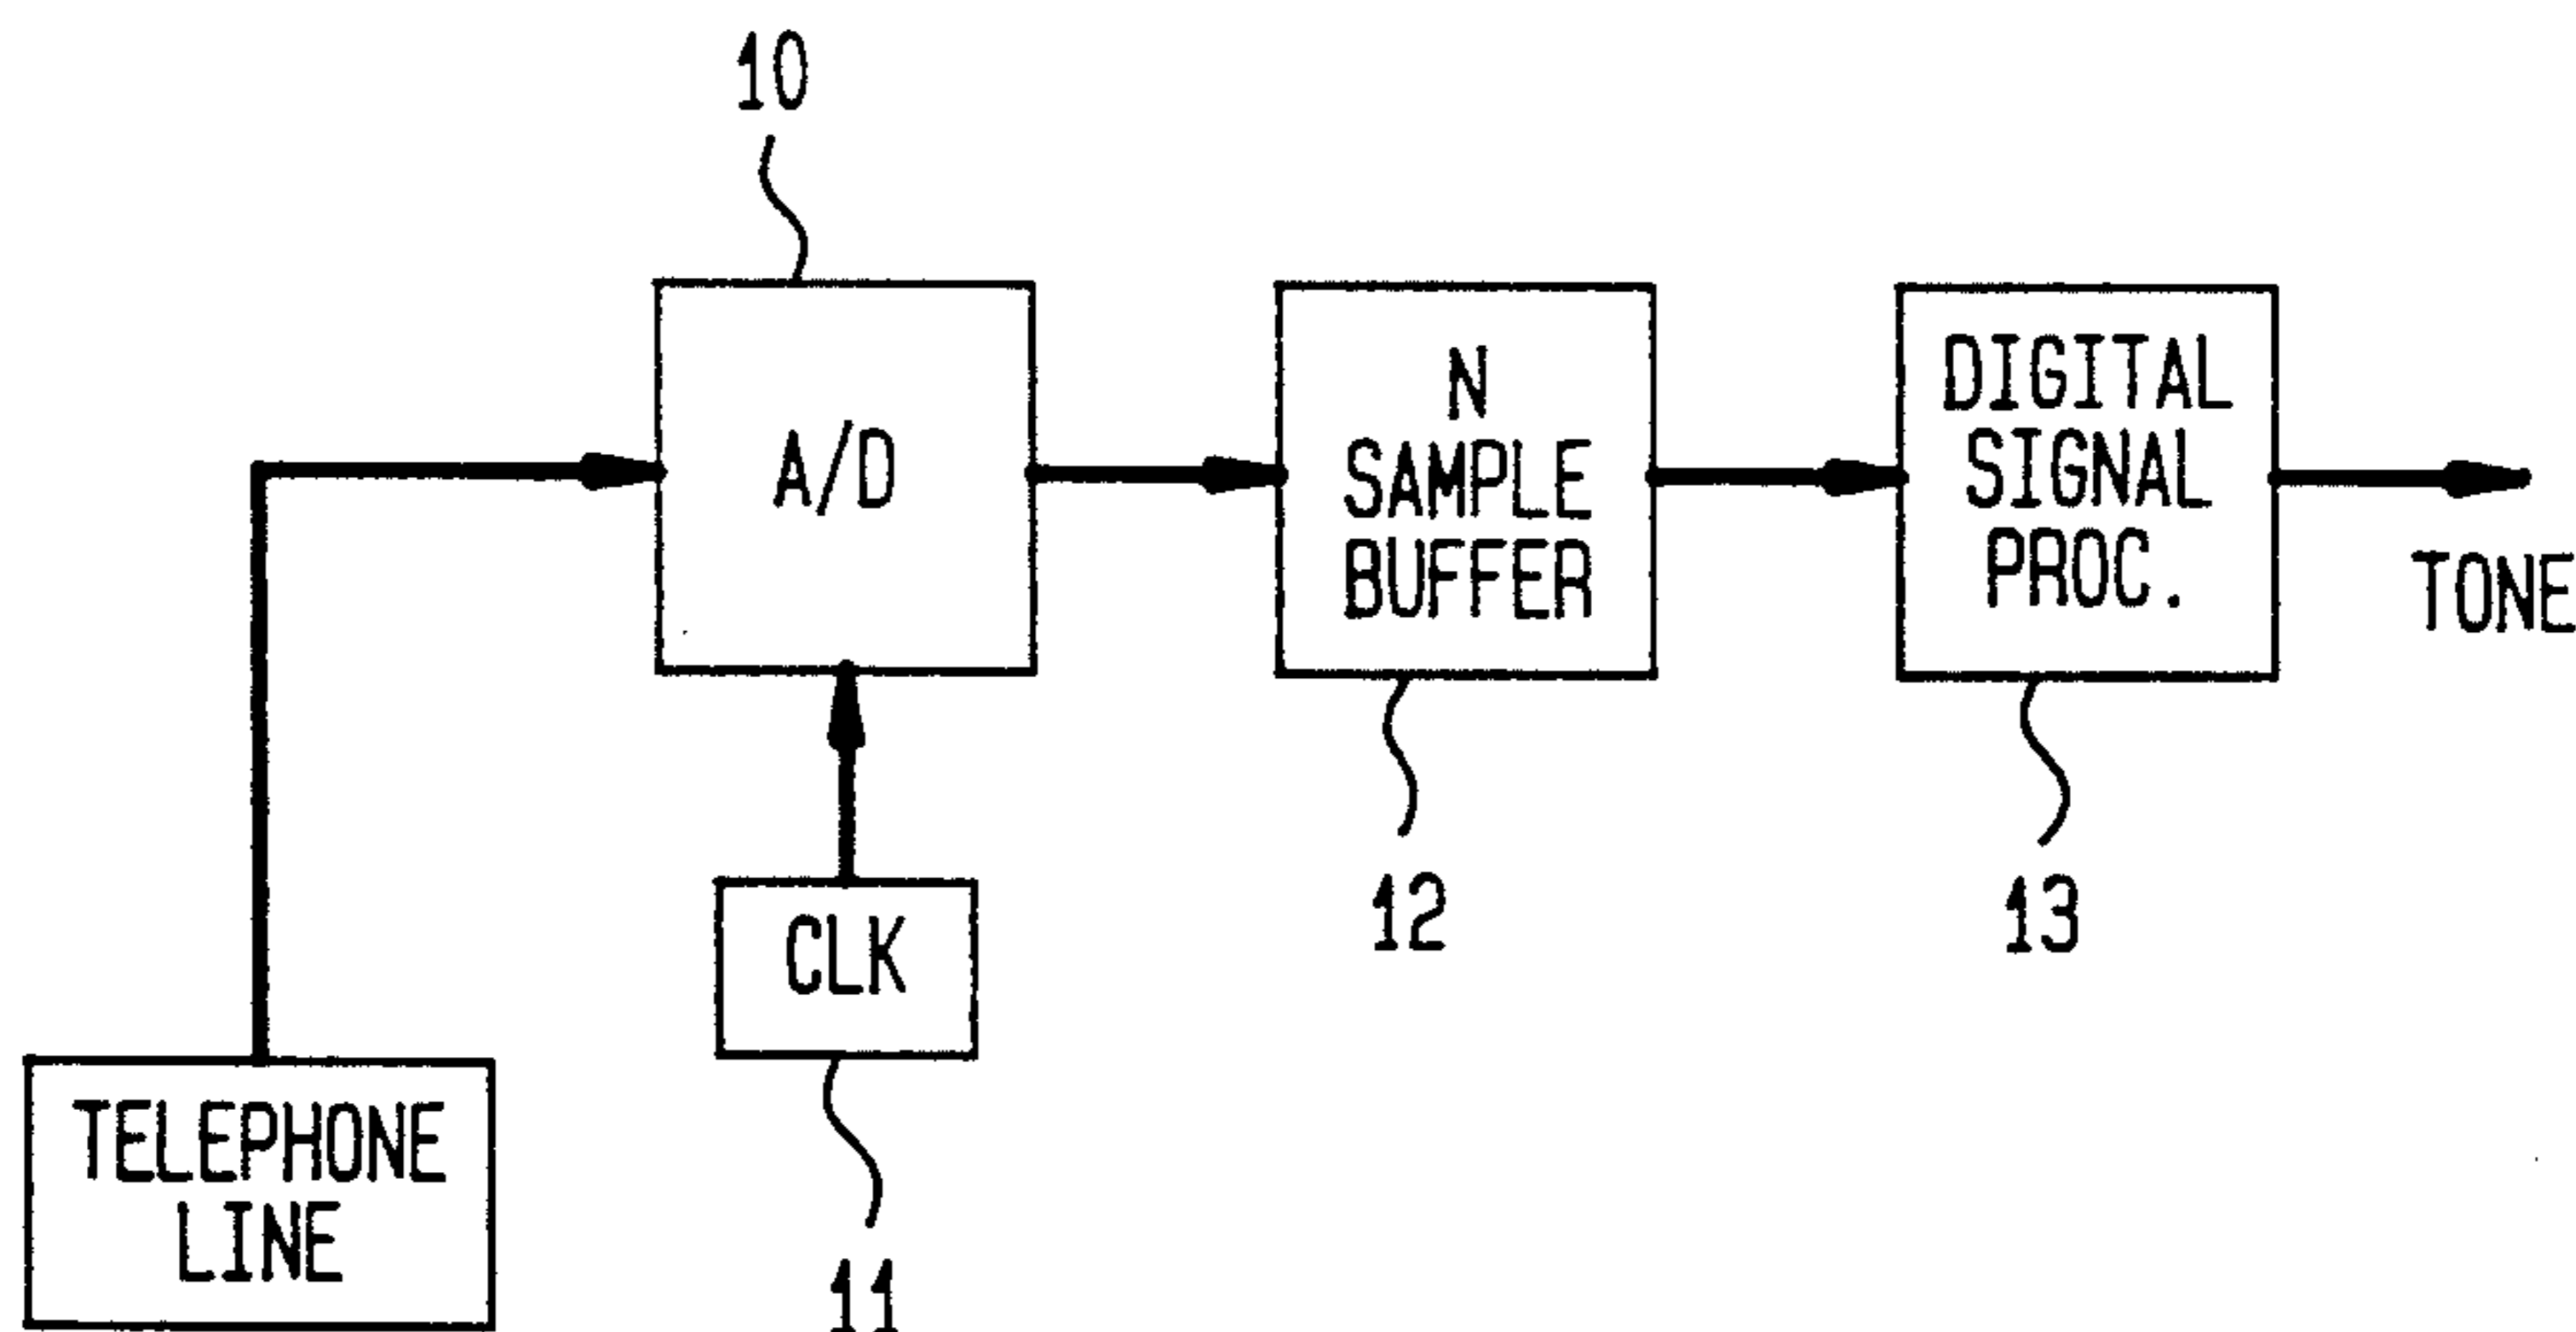 10
A/D
N
SAMPLE
BUFFER
DIGITAL
SIGNAL
PROC.
TONE
CLK
12
13
TELEPHONE
LINE
11